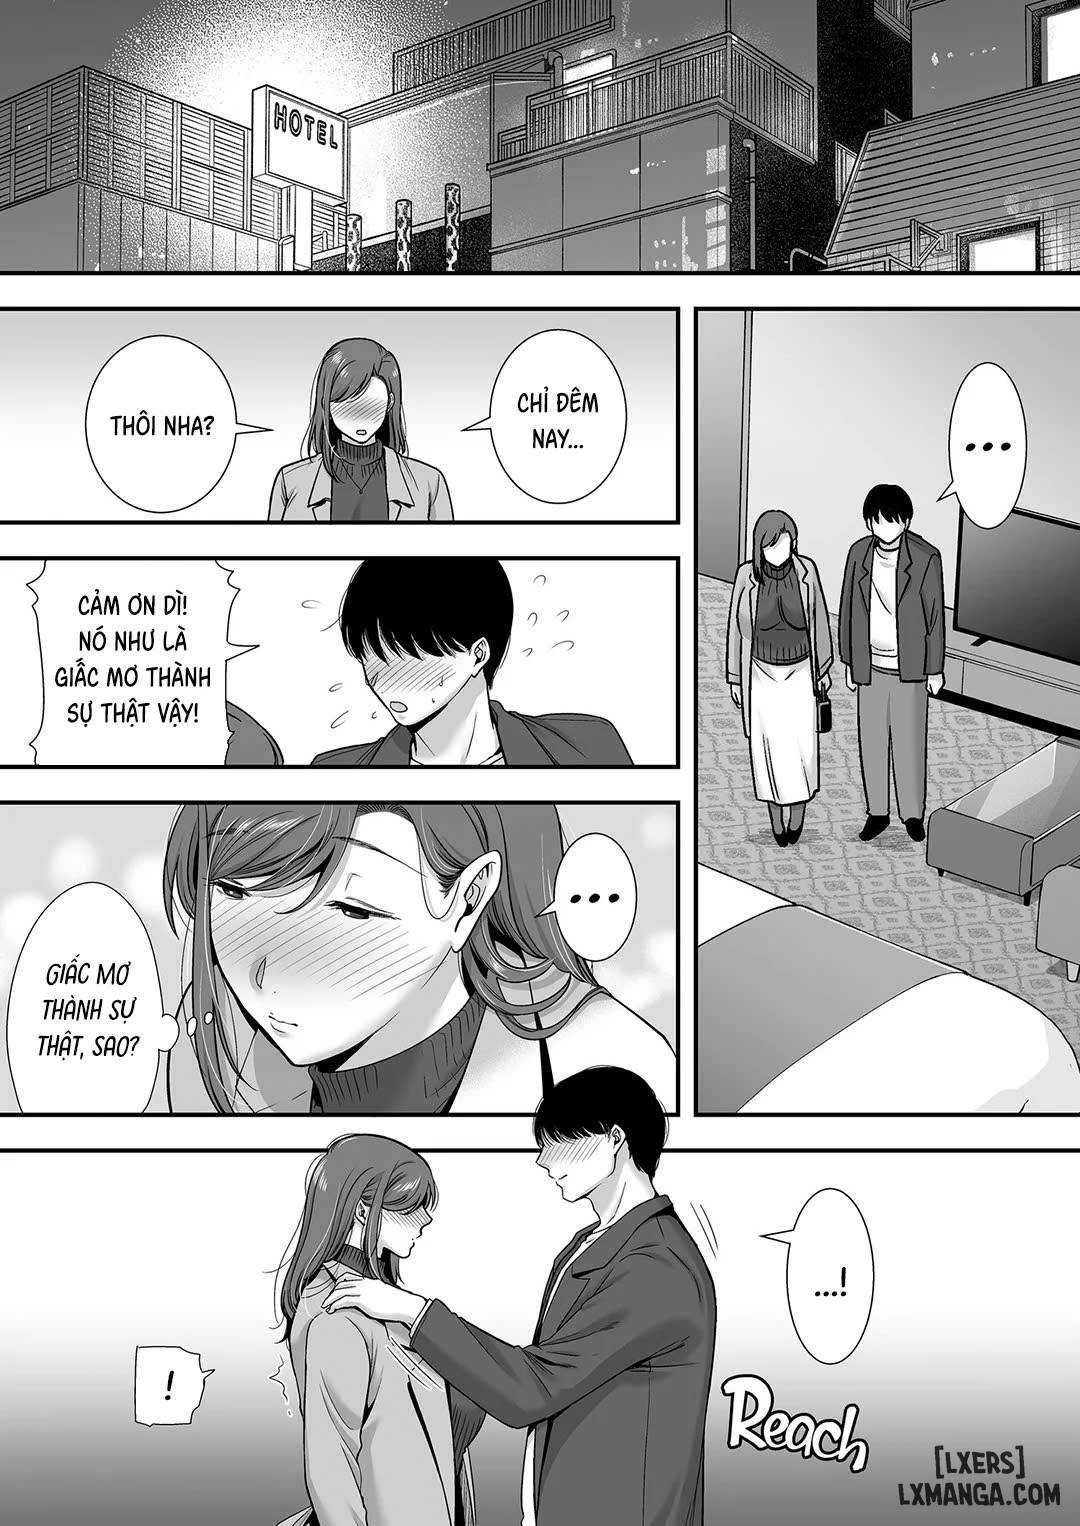 HOTEL
...
CHỈ ĐÊM
NAY...
THÔI NHA?
CẢM ƠN DÌ!
NÓ NHƯ LÀ
GIẤC MƠ THÀNH
SỰ THẬT VẬY!
...
GIẤC MƠ
THÀNH SỰ
THẬT, SAO?
...!
!
Reach
[LXERS]
LXMANGA.COM